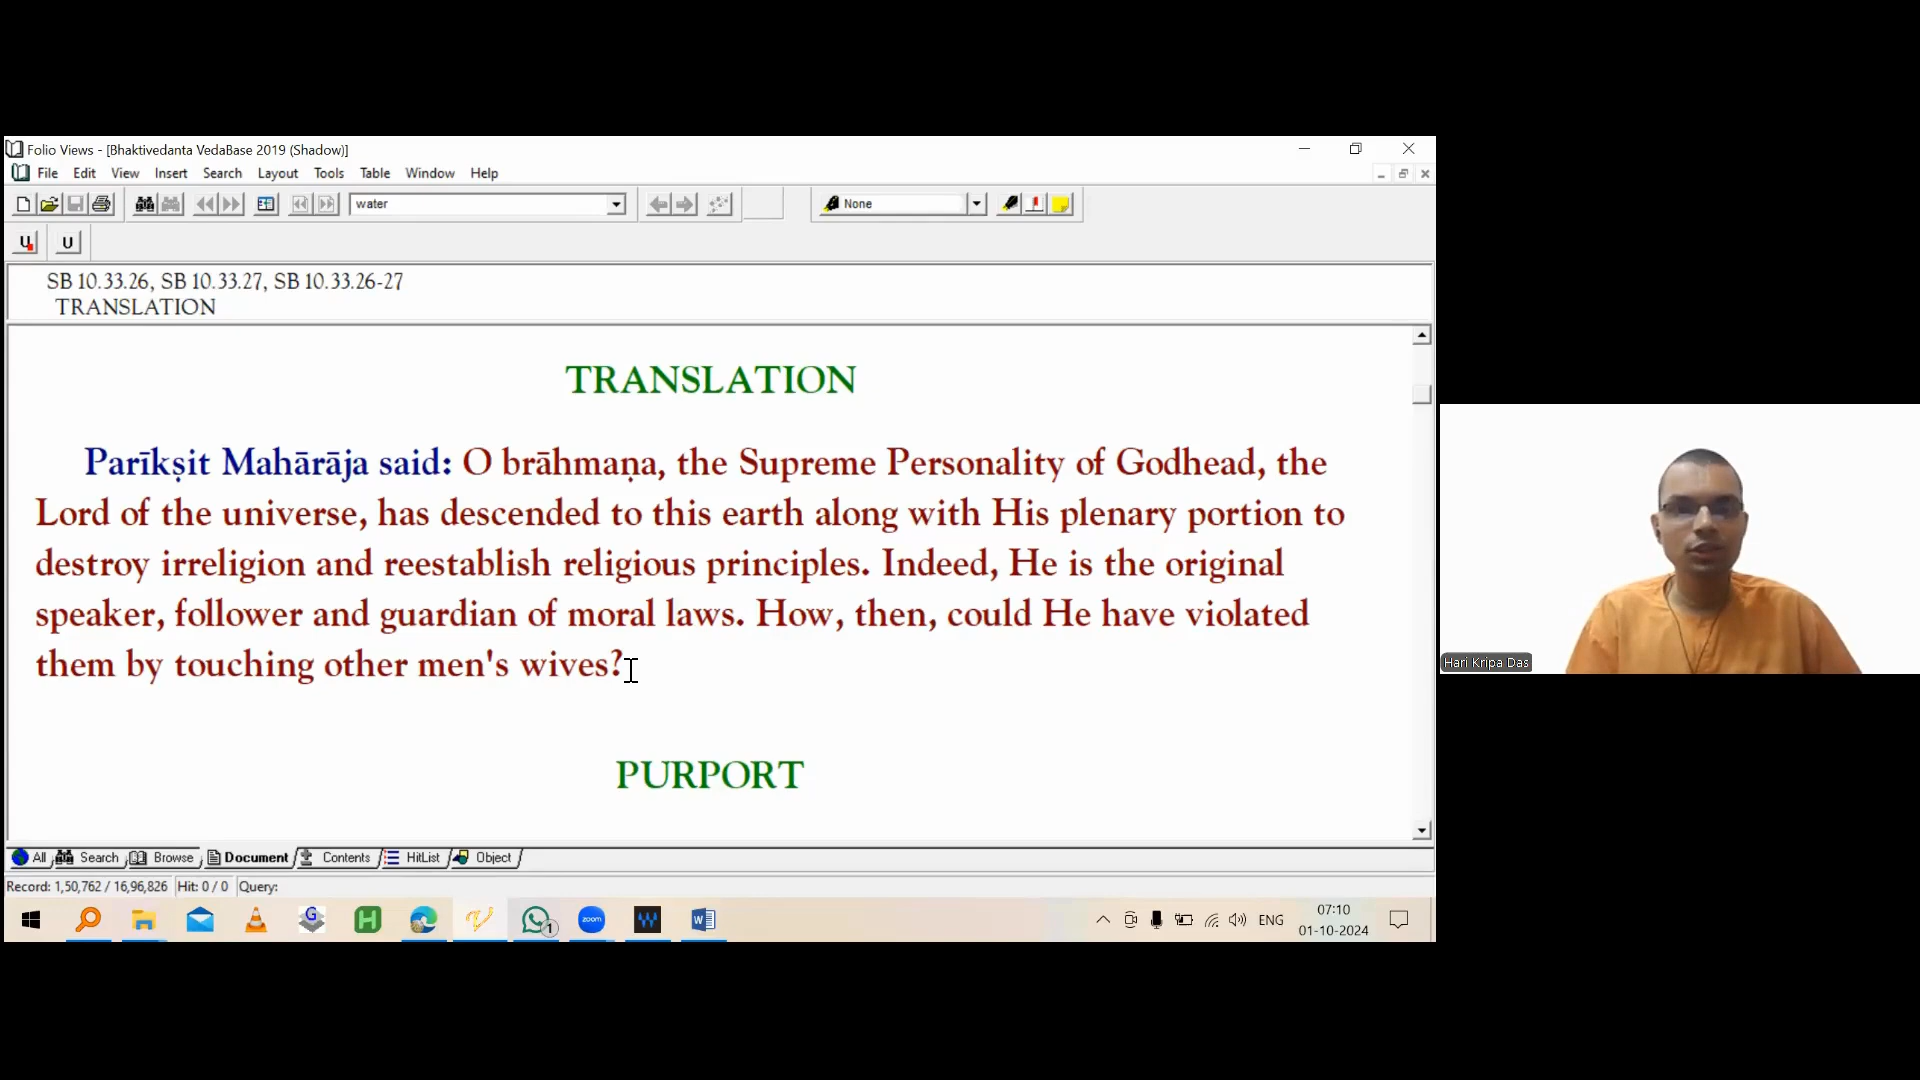 Folio Views - [Bhaktivedanta VedaBase 2019 (Shadow)]
File Edit View Insert Search Layout Tools Table Window Help
water
None
U U
SB 10.33.26, SB 10.33.27, SB 10.33.26-27
TRANSLATION
TRANSLATION
Parīkṣit Mahārāja said: O brāhmaṇa, the Supreme Personality of Godhead, the
Lord of the universe, has descended to this earth along with His plenary portion to
destroy irreligion and reestablish religious principles. Indeed, He is the original
speaker, follower and guardian of moral laws. How, then, could He have violated
them by touching other men's wives?
Hari Kripa Das
PURPORT
All Search Browse Document Contents HitList Object
Record: 1,50,762 / 16,96,826 Hit: 0 / 0 Query:
G H 1 zoom W W ENG 07:10
01-10-2024